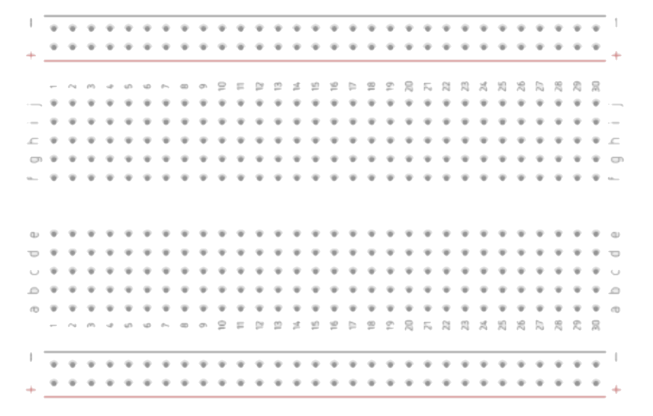 - -
+ +
1 2 3 4 5 6 7 8 9 10 11 12 13 14 15 16 17 18 19 20 21 22 23 24 25 26 27 28 29 30
j j
i i
h h
g g
f f
e e
d d
c c
b b
a a
1 2 3 4 5 6 7 8 9 10 11 12 13 14 15 16 17 18 19 20 21 22 23 24 25 26 27 28 29 30
- -
+ +